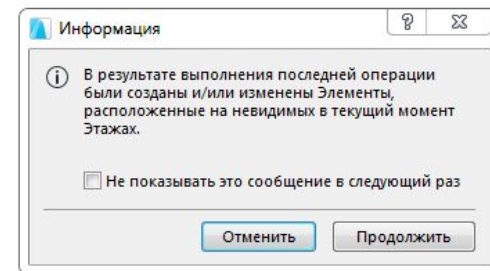 Информация
В результате выполнения последней операции
были созданы и/или изменены Элементы,
расположенные на невидимых в текущий момент
Этажах.
Не показывать это сообщение в следующий раз
Отменить
Продолжить